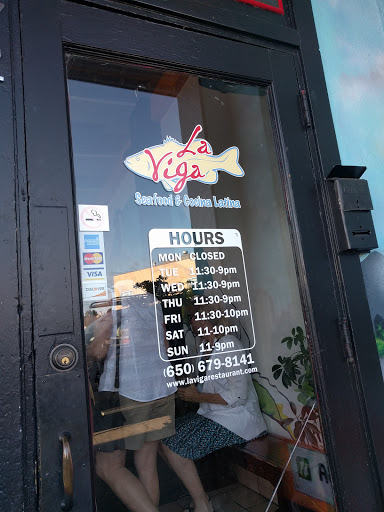 La
Viga
Seafood & Cocina Latina
HOURS
MON CLOSED
TUE 11:30-9pm
WED 11:30-9pm
THU 11:30-9pm
FRI 11:30-10pm
SAT 11-10pm
SUN 11-9pm
(650) 679-8141
www.lavigarestaurant.com
VISA
DISCOVER